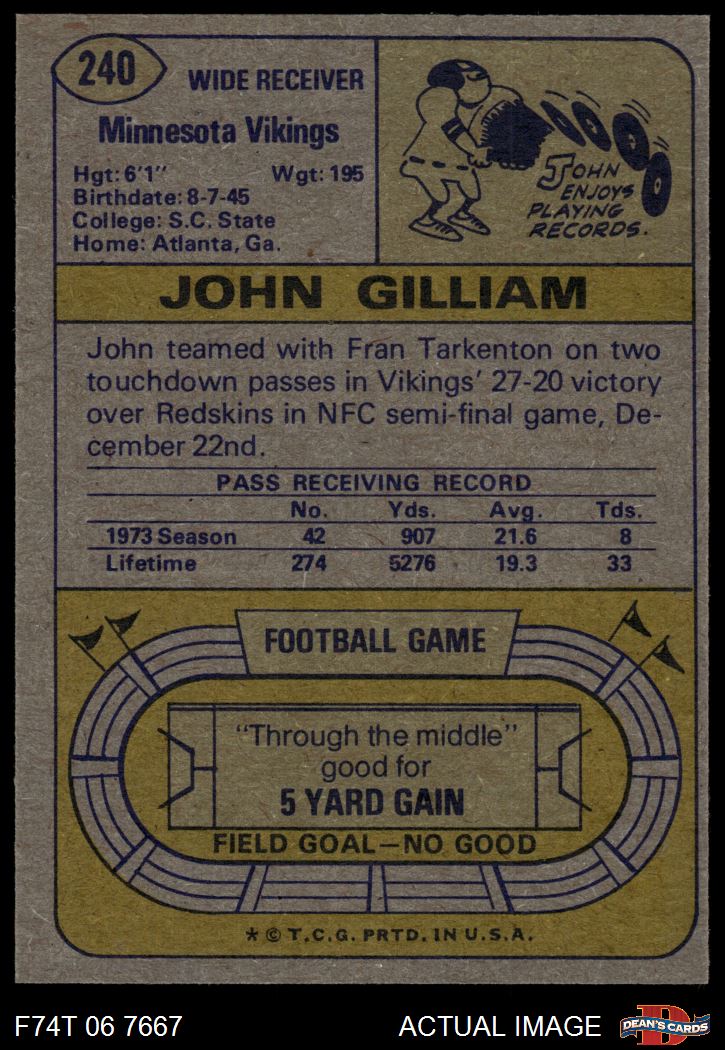 240
WIDE RECEIVER
Minnesota Vikings
Hgt: 6'1" Wgt: 195
Birthdate: 8-7-45
College: S.C. State
Home: Atlanta, Ga.
JOHN
ENJOYS
PLAYING
RECORDS.
JOHN GILLIAM
John teamed with Fran Tarkenton on two
touchdown passes in Vikings' 27-20 victory
over Redskins in NFC semi-final game, De-
cember 22nd.
PASS RECEIVING RECORD
No. Yds. Avg. Tds.
1973 Season 42 907 21.6 8
Lifetime 274 5276 19.3 33
FOOTBALL GAME
"Through the middle"
good for
5 YARD GAIN
FIELD GOAL—NO GOOD
* © T.C.G. PRTD. IN U.S.A.
F74T 06 7667 ACTUAL IMAGE D DEAN'S CARDS